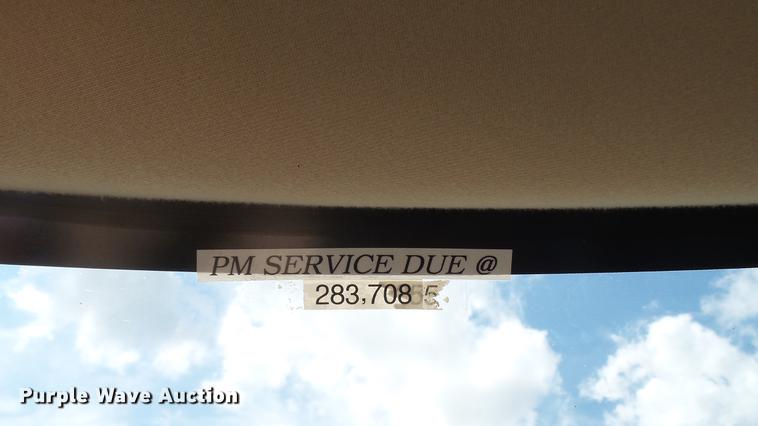 PM SERVICE DUE @
283,708
Purple Wave Auction